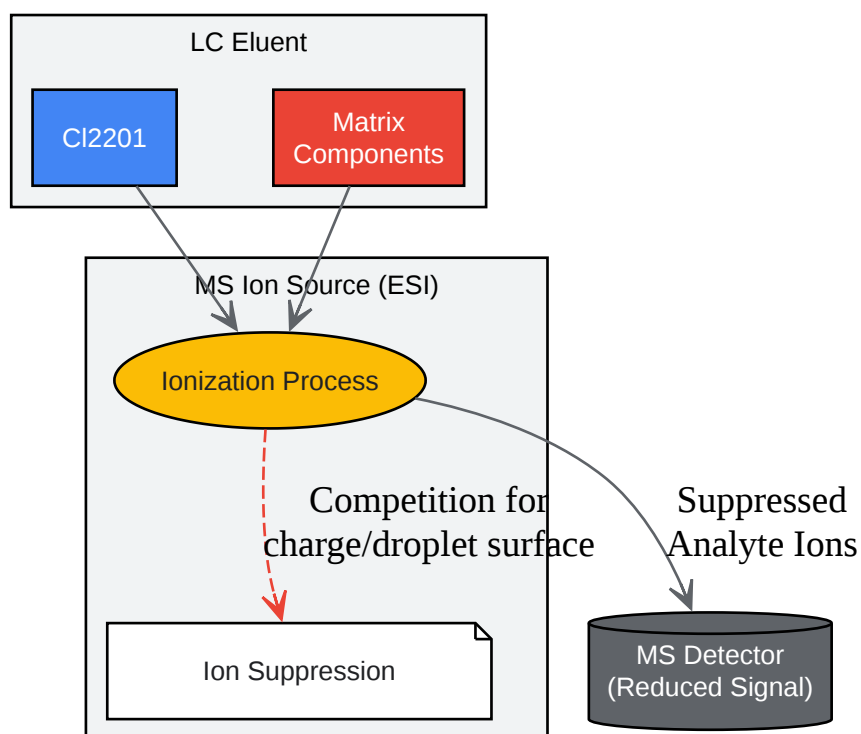 LC Eluent
Cl2201
Matrix
Components
MS Ion Source (ESI)
Ionization Process
Competition for
charge/droplet surface
Suppressed
Analyte Ions
Ion Suppression
MS Detector
(Reduced Signal)